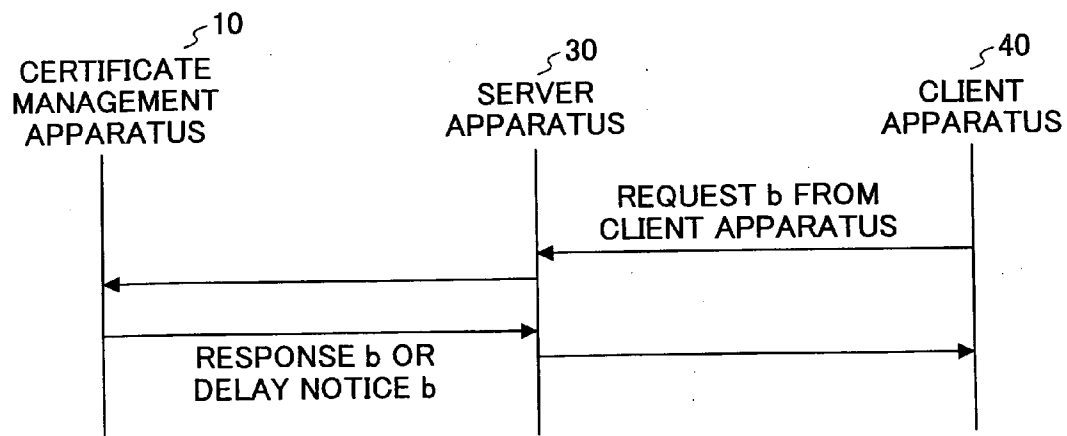 10
CERTIFICATE
MANAGEMENT
APPARATUS
30
SERVER
APPARATUS
40
CLIENT
APPARATUS
REQUEST b FROM
CLIENT APPARATUS
RESPONSE b OR
DELAY NOTICE b